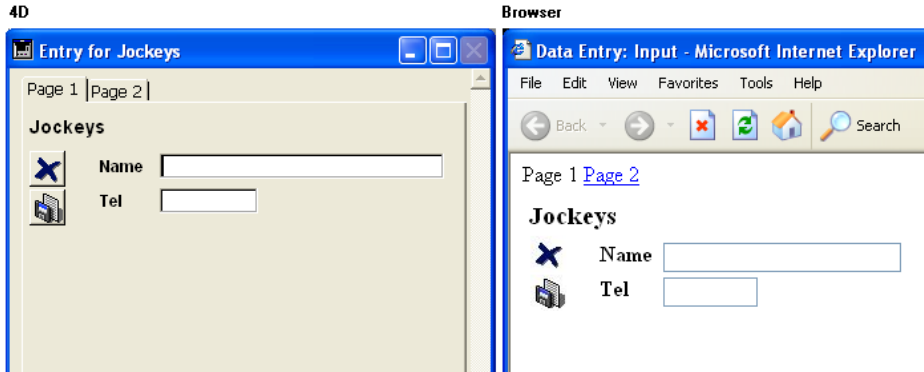 4D
Entry for Jockeys
Page 1 Page 2
Jockeys
Name
Tel
Browser
Data Entry: Input - Microsoft Internet Explorer
File Edit View Favorites Tools Help
Back Search
Page 1 Page 2
Jockeys
Name
Tel